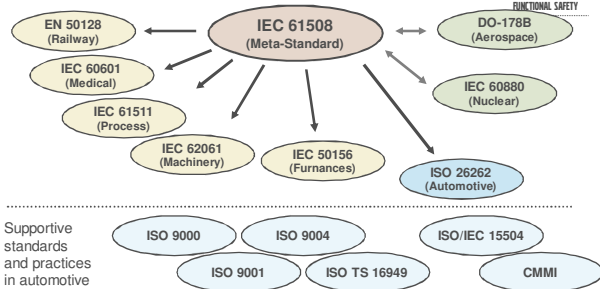 FUNCTIONAL SAFETY
EN 50128
(Railway)
IEC 61508
(Meta-Standard)
DO-178B
(Aerospace)
IEC 60601
(Medical)
IEC 60880
(Nuclear)
IEC 61511
(Process)
IEC 62061
(Machinery)
IEC 50156
(Furnances)
ISO 26262
(Automotive)
Supportive
standards
and practices
in automotive
ISO 9000
ISO 9004
ISO/IEC 15504
ISO 9001
ISO TS 16949
CMMI